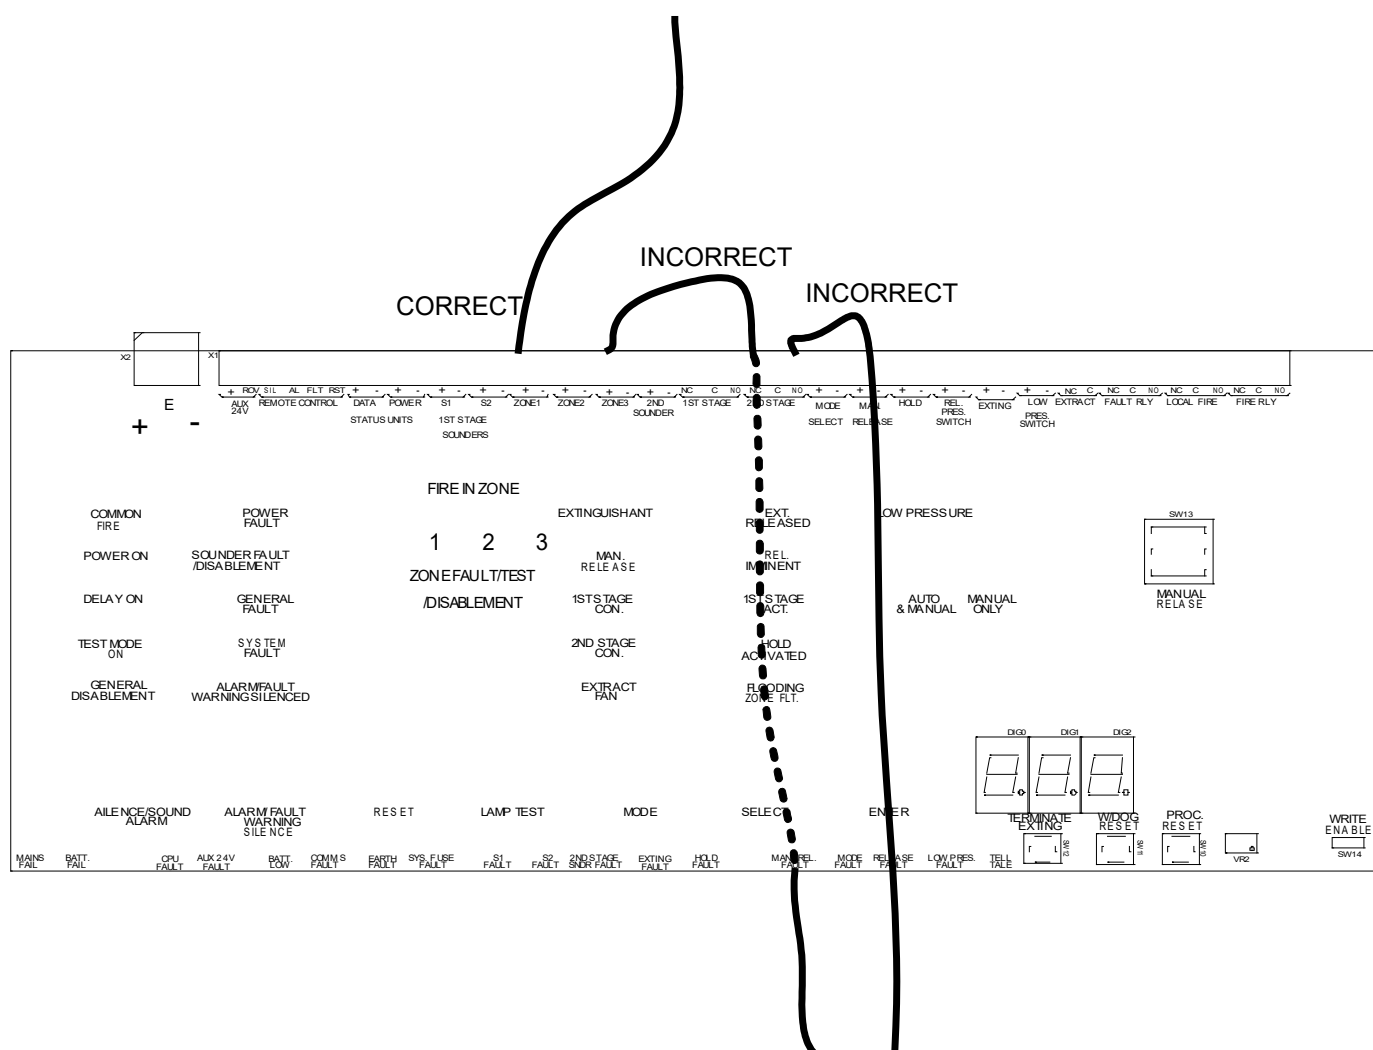 INCORRECT
INCORRECT
CORRECT
X2
X1
E
+ -
+ ROV SIL AL FLT RST + - + - + - + - + - + - + - + - NC C NO NC C NO + - + - + - + - + - + - NC C NC C NO NC C NO NC C NO
AUX 24V
REMOTE CONTROL
DATA
POWER
STATUS UNITS
S1
S2
1ST STAGE
SOUNDERS
ZONE1
ZONE2
ZONE3
2ND
SOUNDER
1ST STAGE
2ND STAGE
MODE
SELECT
MAN.
RELEASE
HOLD
REL.
PRES.
SWITCH
EXTING
LOW
PRES.
SWITCH
EXTRACT
FAULT RLY
LOCAL FIRE
FIRE RLY
FIRE IN ZONE
1 2 3
ZONE FAULT/TEST
/DISABLEMENT
COMMON
FIRE
POWER
FAULT
EXTINGUISHANT
EXT.
RELEASED
LOW PRESSURE
SW13
POWER ON
SOUNDER FAULT
/DISABLEMENT
MAN.
RELEASE
REL.
IMMINENT
DELAY ON
GENERAL
FAULT
1ST STAGE
CON.
1ST STAGE
ACT.
AUTO
& MANUAL
MANUAL
ONLY
MANUAL
RELASE
TEST MODE
ON
SYSTEM
FAULT
2ND STAGE
CON.
HOLD
ACTIVATED
GENERAL
DISABLEMENT
ALARM/FAULT
WARNING SILENCED
EXTRACT
FAN
FLOODING
ZONE FLT.
DIG0 DIG1 DIG2
AILENCE/SOUND
ALARM
ALARM/FAULT
WARNING
SILENCE
RESET
LAMP TEST
MODE
SELECT
ENTER
TERMINATE
EXTING
W/DOG
RESET
PROC.
RESET
WRITE
ENABLE
SW12
SW11
SW10
VR2
SW14
MAINS
FAIL
BATT.
FAIL
CPU
FAULT
AUX 24V
FAULT
BATT.
LOW
COMMS
FAULT
EARTH
FAULT
SYS. FUSE
FAULT
S1
FAULT
S2
FAULT
2ND STAGE
SNDR FAULT
EXTING
FAULT
HOLD
FAULT
MAN. REL.
FAULT
MODE
FAULT
RELEASE
FAULT
LOW PRES.
FAULT
TELL
TALE